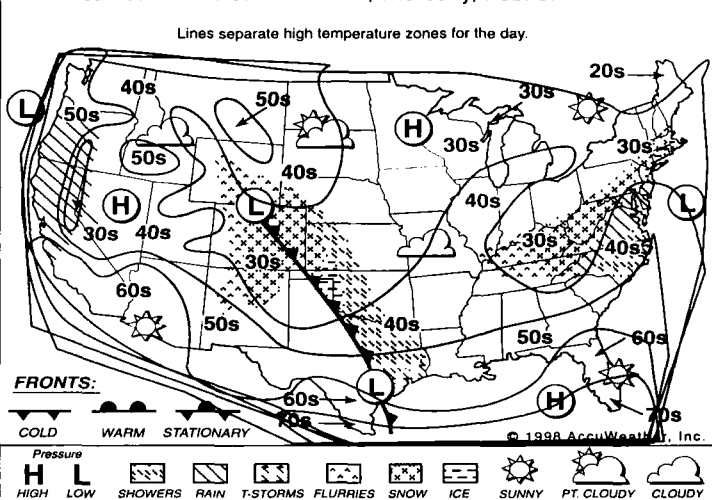 Lines separate high temperature zones for the day.
20s
40s
50s
30s
L
50s
H
30s
30s
50s
40s
40s
L
L
H
30s
40s
30s
30s
40s
60s
50s
40s
50s
60s
L
60s
H
70s
70s
FRONTS:
COLD WARM STATIONARY
© 1998 AccuWeather, Inc.
Pressure
H L
HIGH LOW SHOWERS RAIN T-STORMS FLURRIES SNOW ICE SUNNY PT. CLOUDY CLOUDY